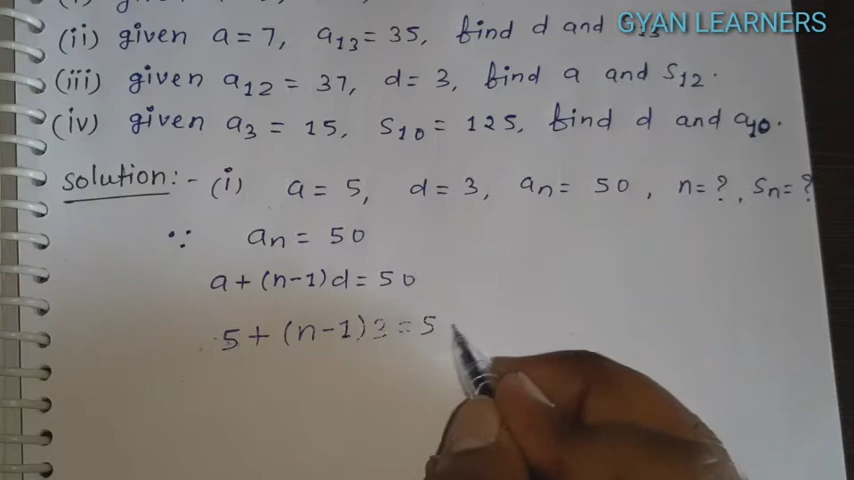 GYAN LEARNERS
(ii) given a = 7, a13 = 35, find d and
(iii) given a12 = 37, d = 3, find a and S12.
(iv) given a3 = 15, S10 = 125, find d and a10.
Solution:- (i) a = 5, d = 3, an = 50, n = ?, Sn = ?
∵ an = 50
a + (n-1)d = 50
5 + (n-1)3 = 5